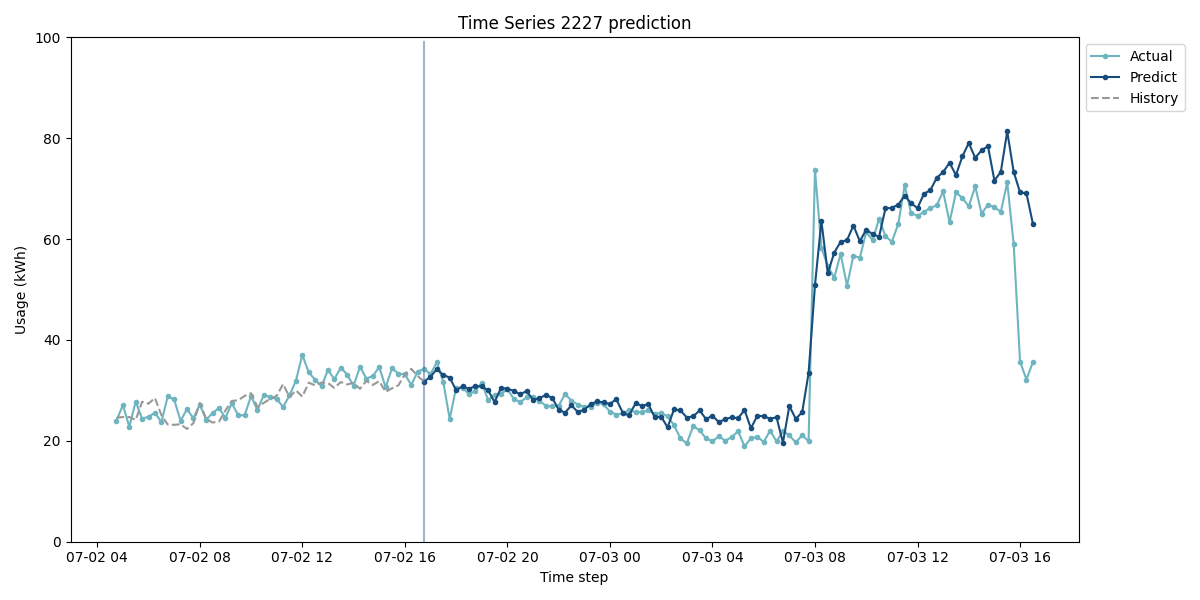 Time Series 2227 prediction
100
80
60
40
20
0
Usage (kWh)
07-02 04
07-02 08
07-02 12
07-02 16
07-02 20
07-03 00
07-03 04
07-03 08
07-03 12
07-03 16
Time step
Actual
Predict
History